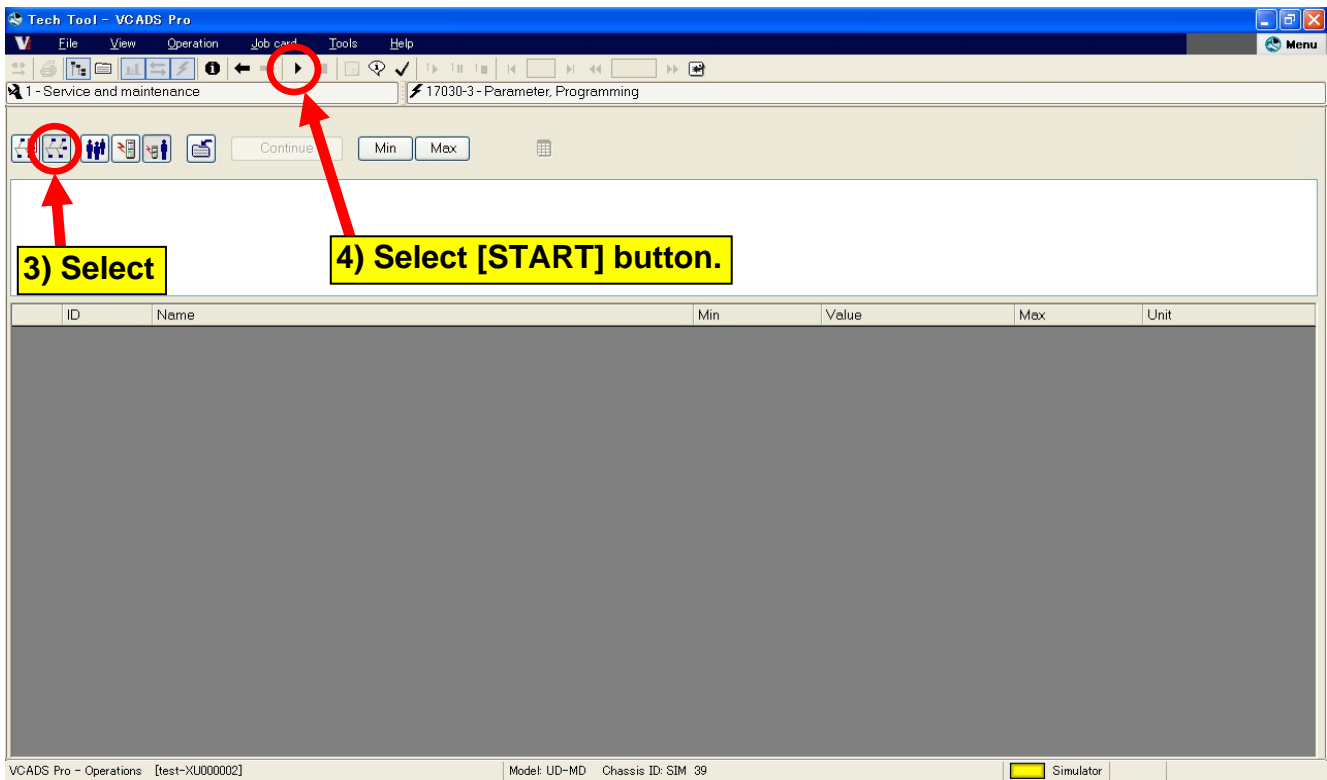 Tech Tool - VCADS Pro
File View Operation Job card Tools Help Menu
1 - Service and maintenance 17030-3 - Parameter, Programming
Continue Min Max
3) Select
4) Select [START] button.
ID Name Min Value Max Unit
VCADS Pro - Operations [test-XU000002] Model: UD-MD Chassis ID: SIM 39 Simulator